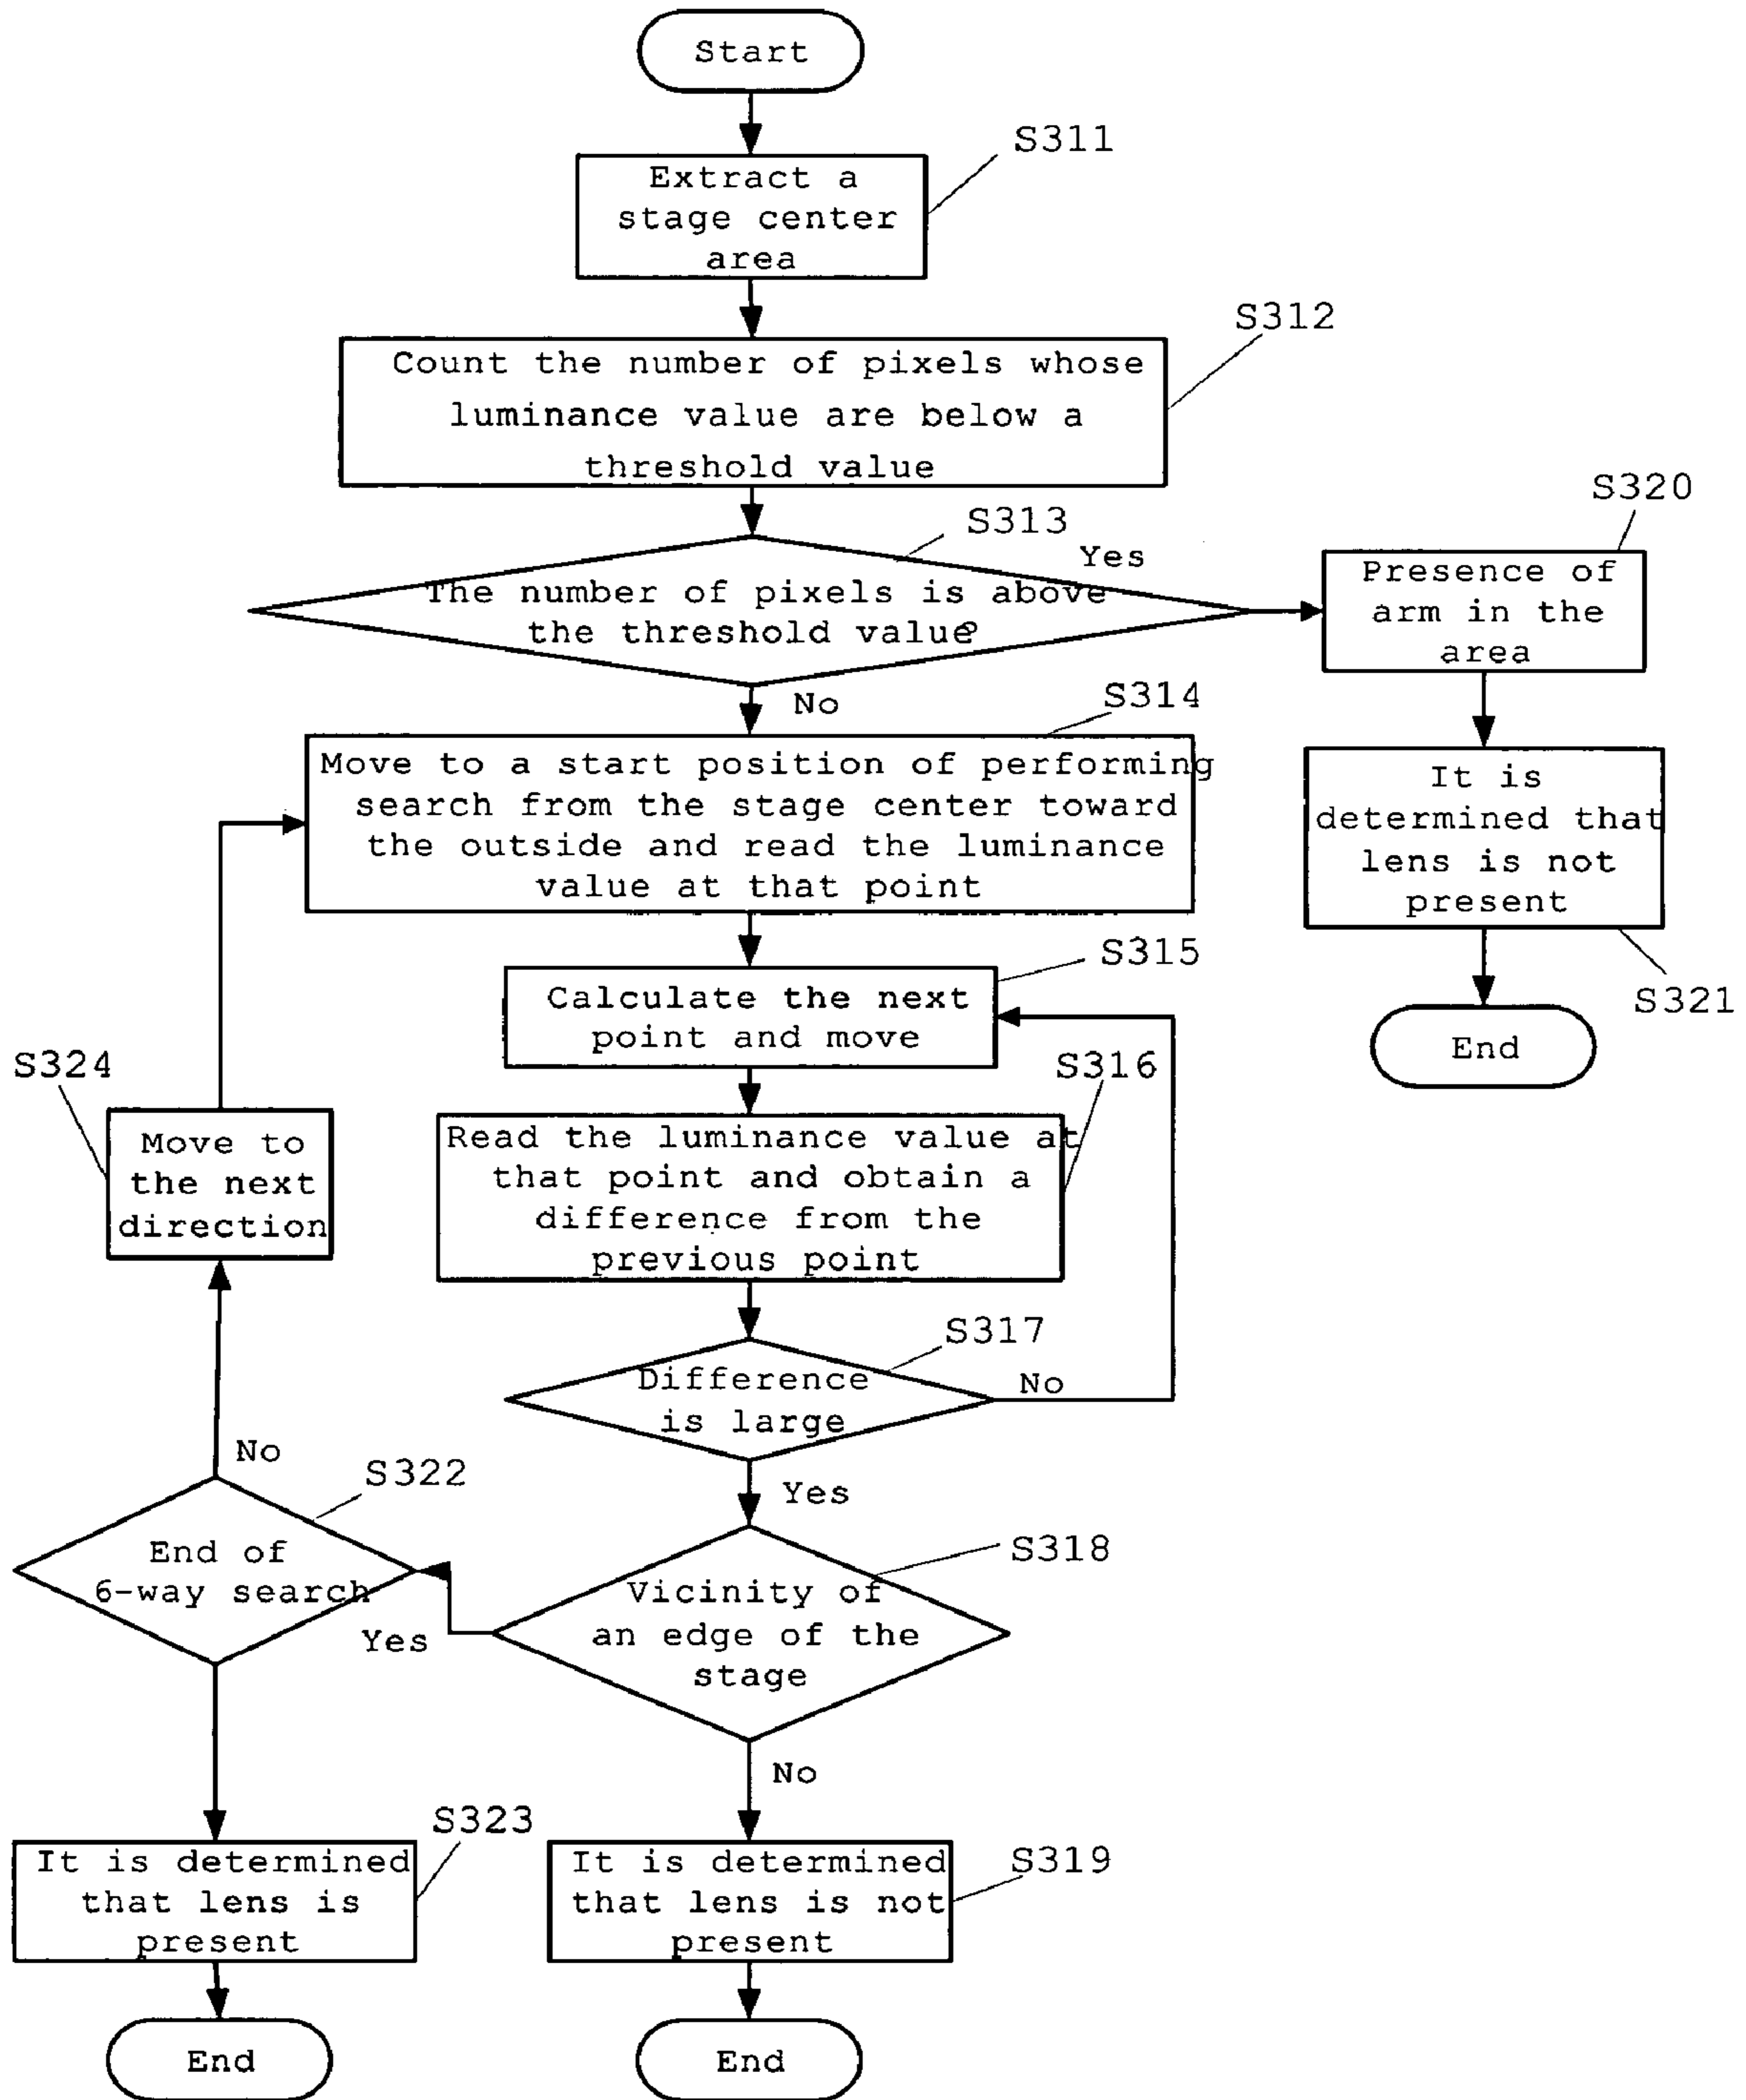 Start
S311
Extract a
stage center
area
S312
Count the number of pixels whose
luminance value are below a
threshold value
S313
Yes
The number of pixels is above
the threshold value?
No
S320
Presence of
arm in the
area
S314
Move to a start position of performing
search from the stage center toward
the outside and read the luminance
value at that point
It is
determined that
lens is not
present
S321
End
S315
Calculate the next
point and move
S316
Read the luminance value at
that point and obtain a
difference from the
previous point
S324
Move to
the next
direction
S317
Difference
is large
No
Yes
No
S322
End of
6-way search
Yes
S318
Vicinity of
an edge of the
stage
No
S323
It is determined
that lens is
present
S319
It is determined
that lens is not
present
End
End